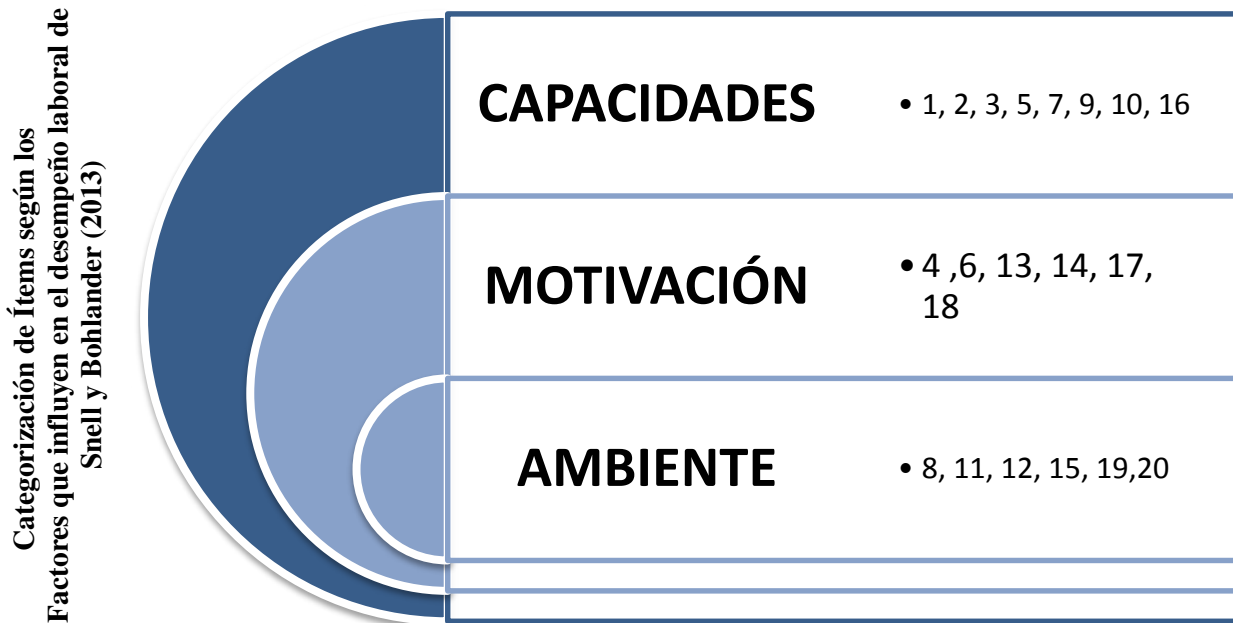 Categorización de Ítems según los
Factores que influyen en el desempeño laboral de
Snell y Bohlander (2013)
CAPACIDADES
• 1, 2, 3, 5, 7, 9, 10, 16
MOTIVACIÓN
• 4 ,6, 13, 14, 17,
18
AMBIENTE
• 8, 11, 12, 15, 19,20